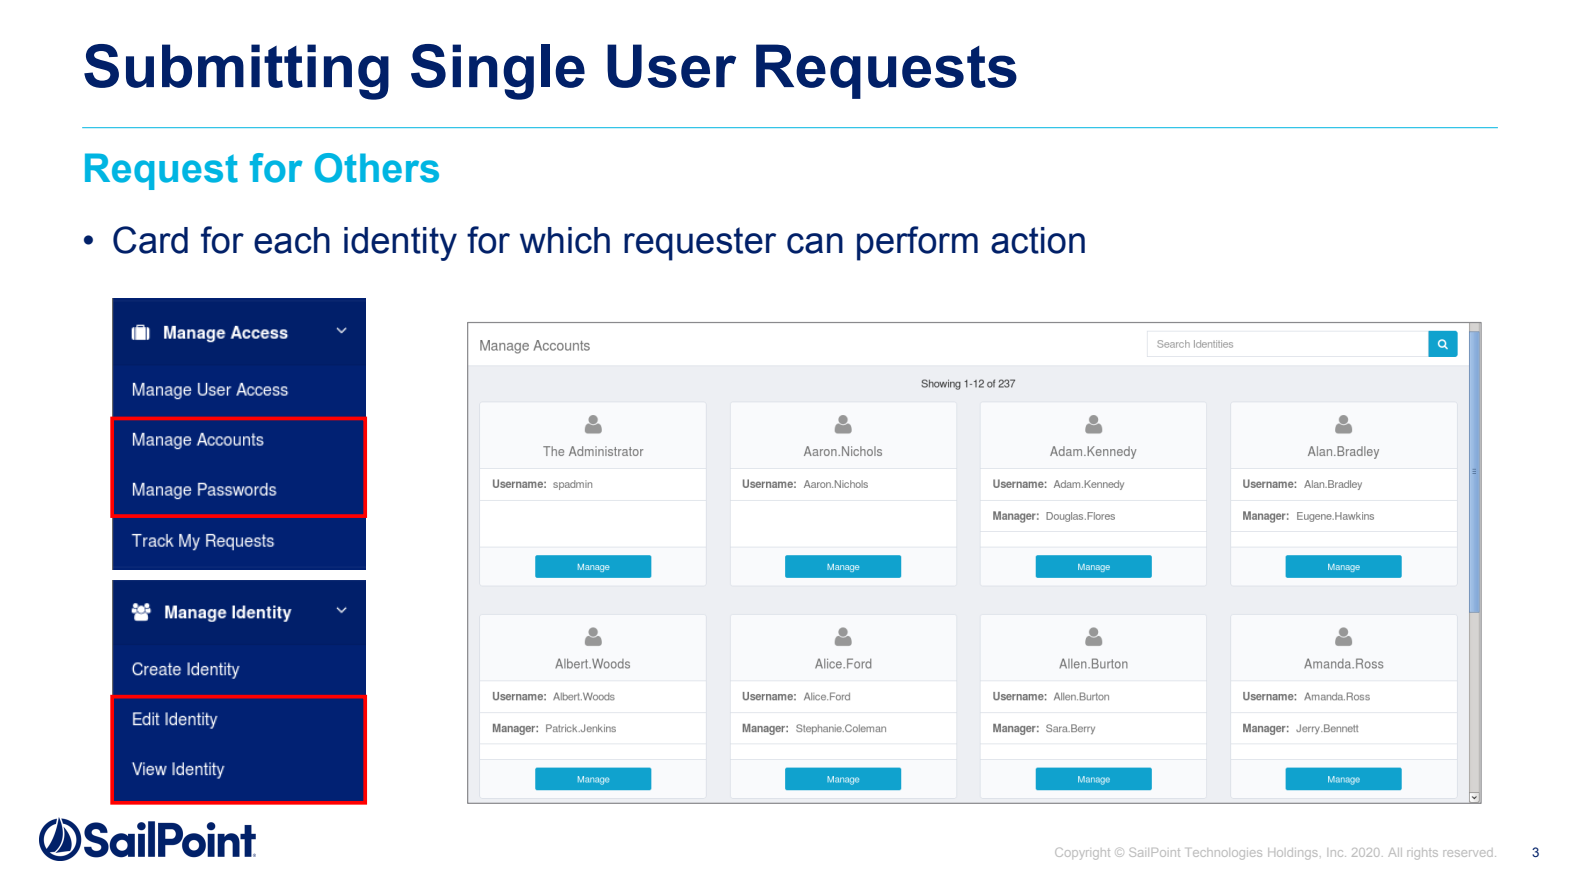 Submitting Single User Requests
Request for Others
• Card for each identity for which requester can perform action
Manage Access
Manage User Access
Manage Accounts
Manage Passwords
Track My Requests
Manage Identity
Create Identity
Edit Identity
View Identity
Manage Accounts
Search Identities
Showing 1-12 of 237
The Administrator
Username: spadmin
Manage
Aaron.Nichols
Username: Aaron.Nichols
Manage
Adam.Kennedy
Username: Adam.Kennedy
Manager: Douglas.Flores
Manage
Alan.Bradley
Username: Alan.Bradley
Manager: Eugene.Hawkins
Manage
Albert.Woods
Username: Albert.Woods
Manager: Patrick.Jenkins
Manage
Alice.Ford
Username: Alice.Ford
Manager: Stephanie.Coleman
Manage
Allen.Burton
Username: Allen.Burton
Manager: Sara.Berry
Manage
Amanda.Ross
Username: Amanda.Ross
Manager: Jerry.Bennett
Manage
SailPoint
Copyright © SailPoint Technologies Holdings, Inc. 2020. All rights reserved.
3